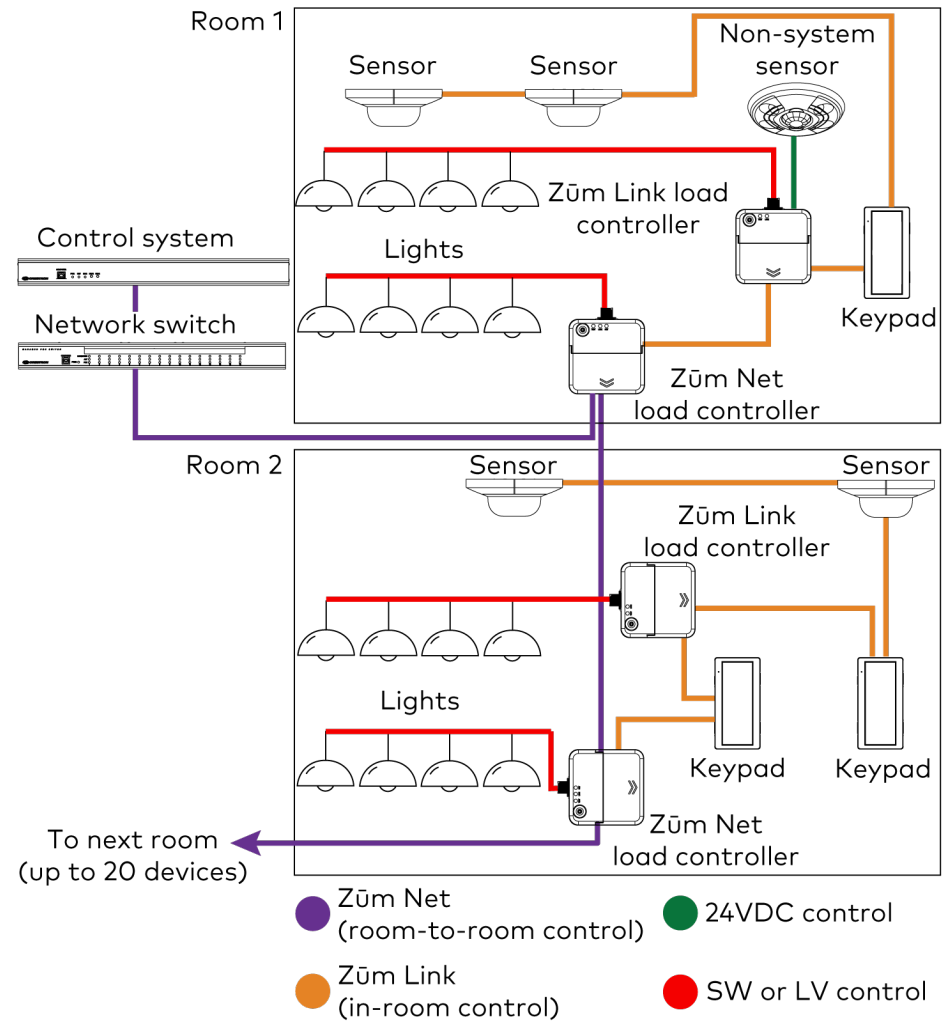 Room 1
Sensor
Sensor
Non-system
sensor
Zūm Link load
controller
Control system
Lights
Network switch
Keypad
Zūm Net
load controller
Room 2
Sensor
Sensor
Zūm Link
load controller
Lights
Keypad
Keypad
Zūm Net
load controller
To next room
(up to 20 devices)
Zūm Net
(room-to-room control)
24VDC control
Zūm Link
(in-room control)
SW or LV control